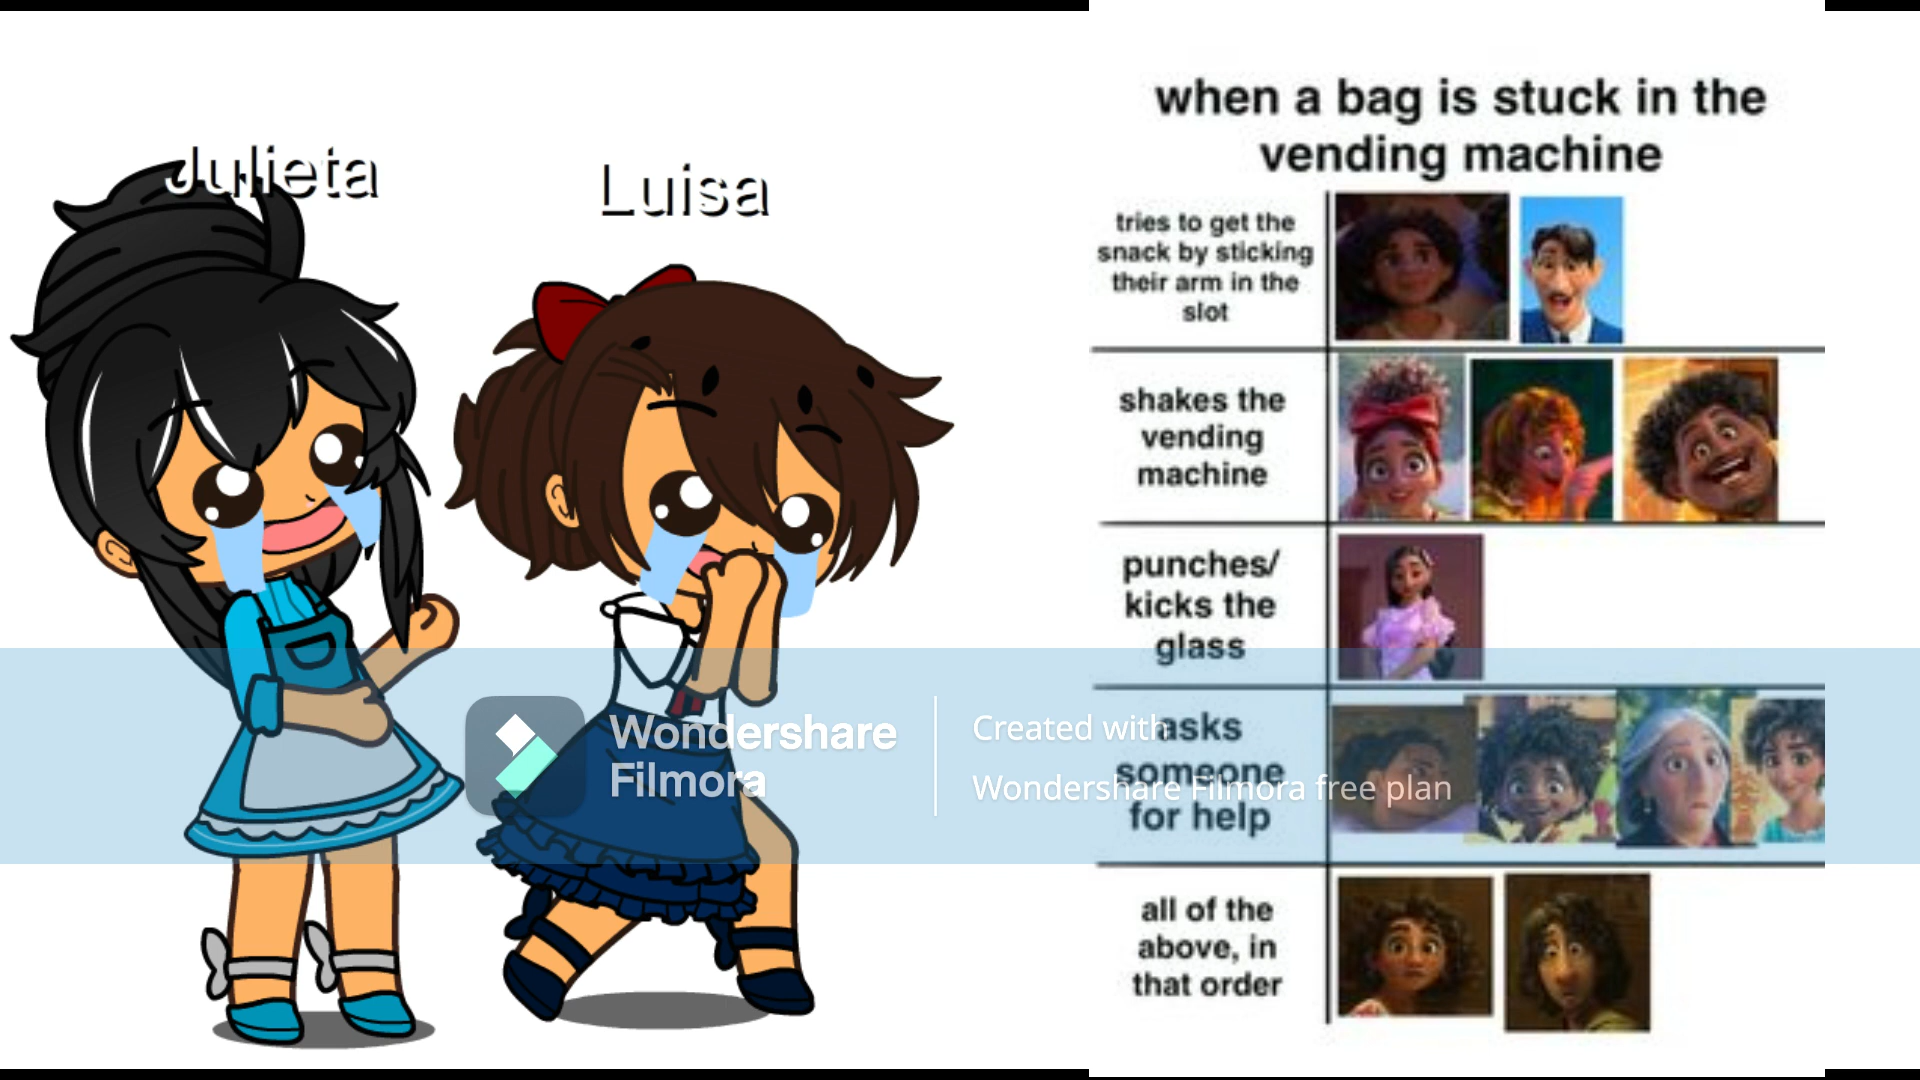 Julieta
Luisa
when a bag is stuck in the
vending machine
tries to get the
snack by sticking
their arm in the
slot
shakes the
vending
machine
punches/
kicks the
glass
asks
someone
for help
all of the
above, in
that order
Wondershare
Filmora
Created with
Wondershare Filmora free plan